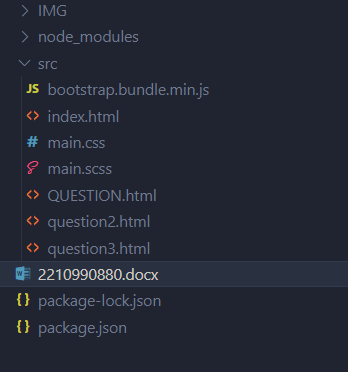 IMG
node_modules
src
JS bootstrap.bundle.min.js
<> index.html
# main.css
main.scss
<> QUESTION.html
<> question2.html
<> question3.html
W 2210990880.docx
{} package-lock.json
{} package.json